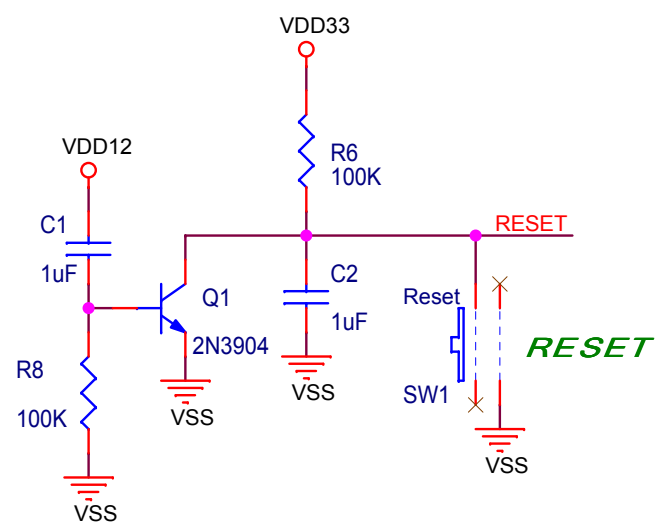 VDD33
VDD12
R6
100K
C1
1uF
RESET
C2
1uF
Q1
2N3904
Reset
SW1
RESET
R8
100K
VSS
VSS
VSS
VSS